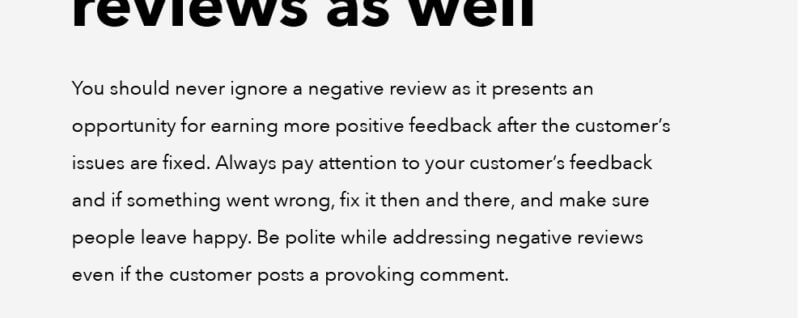 reviews as well
You should never ignore a negative review as it presents an
opportunity for earning more positive feedback after the customer’s
issues are fixed. Always pay attention to your customer’s feedback
and if something went wrong, fix it then and there, and make sure
people leave happy. Be polite while addressing negative reviews
even if the customer posts a provoking comment.